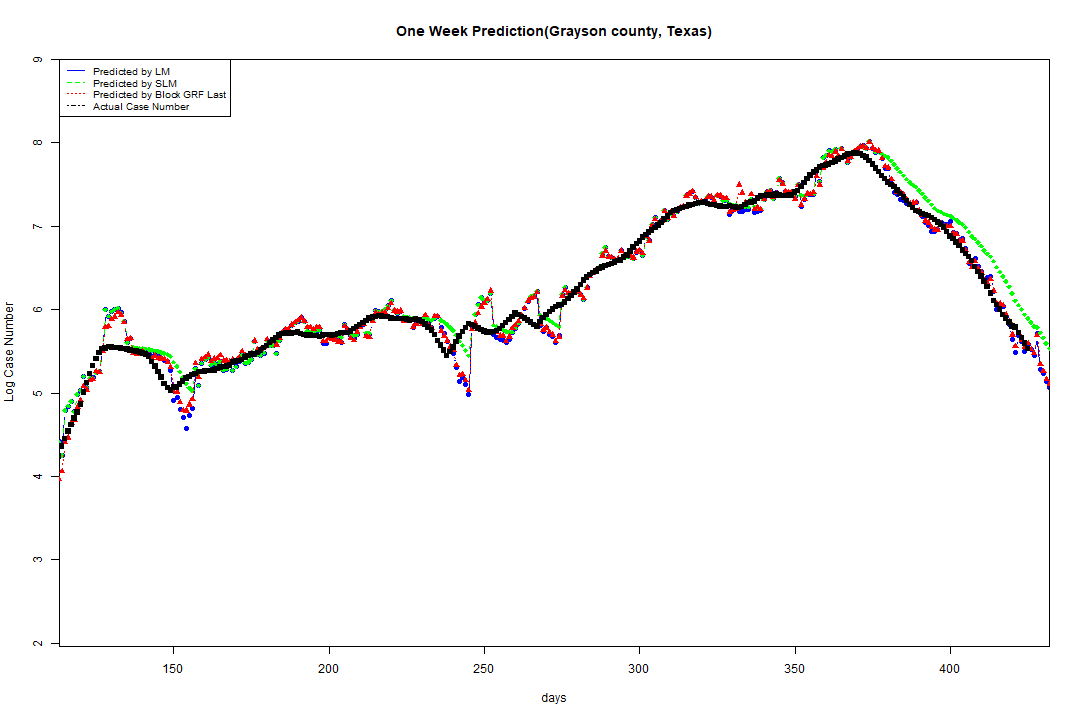 One Week Prediction(Grayson county, Texas)
Predicted by LM
Predicted by SLM
Predicted by Block GRF Last
Actual Case Number
Log Case Number
9
8
7
6
5
4
3
2
150 200 250 300 350 400
days